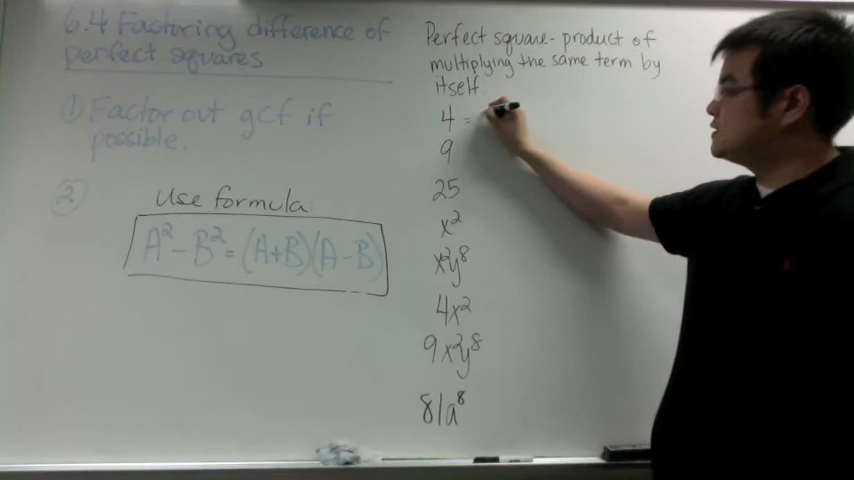 6.4 Factoring difference of
perfect squares
① Factor out gcf if
possible.
② Use formula:
A² - B² = (A+B)(A-B)
Perfect square - product of
multiplying the same term by
itself
4 =
9
25
x²
x²y⁸
4x²
9x²y⁸
81a⁸